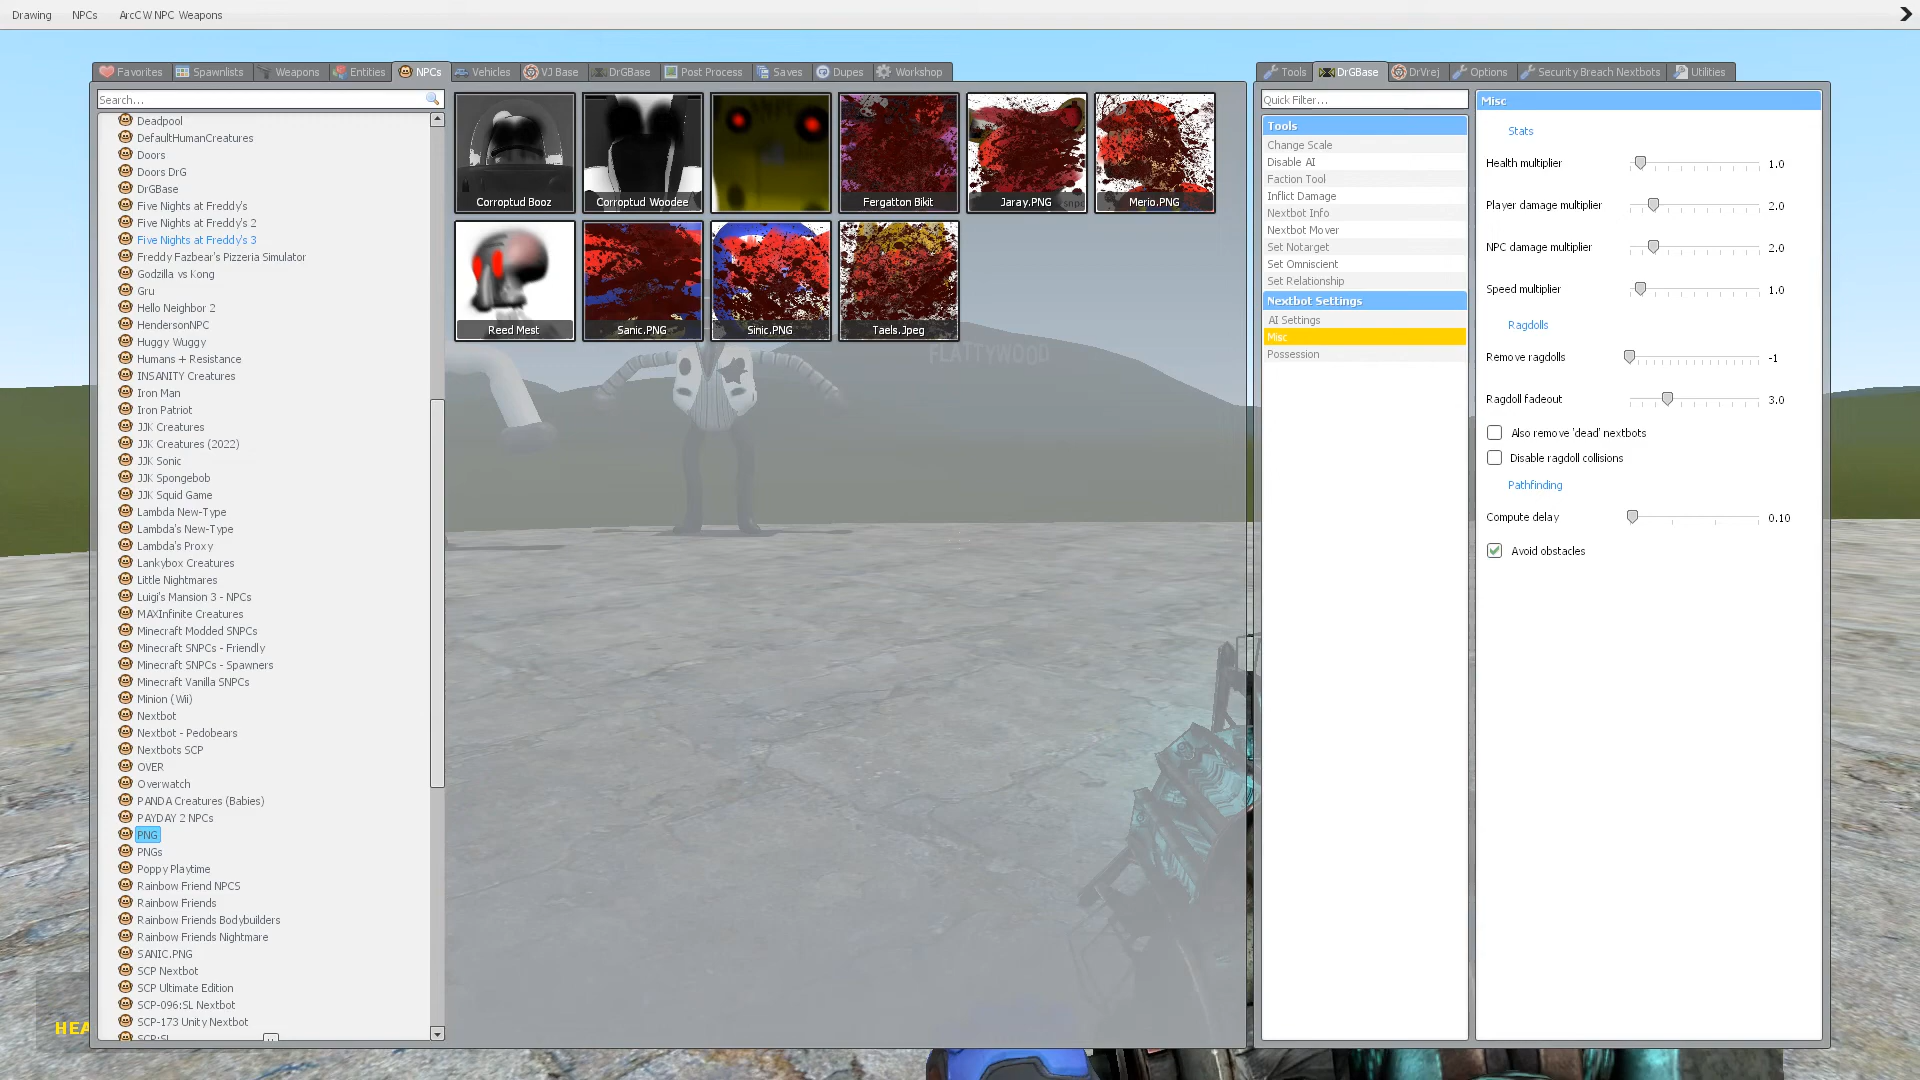 Drawing NPCs ArcCW NPC Weapons
Favorites Spawnlists Weapons Entities NPCs Vehicles VJ Base DrGBase Post Process Saves Dupes Workshop
Search...
Deadpool
DefaultHumanCreatures
Doors
Doors DrG
DrGBase
Five Nights at Freddy's
Five Nights at Freddy's 2
Five Nights at Freddy's 3
Freddy Fazbear's Pizzeria Simulator
Godzilla vs Kong
Gru
Hello Neighbor 2
HendersonNPC
Huggy Wuggy
Humans + Resistance
INSANITY Creatures
Iron Man
Iron Patriot
JJK Creatures
JJK Creatures (2022)
JJK Sonic
JJK Spongebob
JJK Squid Game
Lambda New-Type
Lambda's New-Type
Lambda's Proxy
Lankybox Creatures
Little Nightmares
Luigi's Mansion 3 - NPCs
MAXInfinite Creatures
Minecraft Modded SNPCs
Minecraft SNPCs - Friendly
Minecraft SNPCs - Spawners
Minecraft Vanilla SNPCs
Minion (Wii)
Nextbot
Nextbot - Pedobears
Nextbots SCP
OVER
Overwatch
PANDA Creatures (Babies)
PAYDAY 2 NPCs
PNG
PNGs
Poppy Playtime
Rainbow Friend NPCS
Rainbow Friends
Rainbow Friends Bodybuilders
Rainbow Friends Nightmare
SANIC.PNG
SCP Nextbot
SCP Ultimate Edition
SCP-096:SL Nextbot
SCP-173 Unity Nextbot
SCP:SL
HEA
Corroptud Booz
Corroptud Woodee
Fergatton Bikit
Jaray.PNG
Merio.PNG
Reed Mest
Sanic.PNG
Sinic.PNG
Taels.Jpeg
FLATTYWOOD
Tools DrGBase DrVrej Options Security Breach Nextbots Utilities
Quick Filter...
Tools
Change Scale
Disable AI
Faction Tool
Inflict Damage
Nextbot Info
Nextbot Mover
Set Notarget
Set Omniscient
Set Relationship
Nextbot Settings
AI Settings
Misc
Possession
Misc
Stats
Health multiplier 1.0
Player damage multiplier 2.0
NPC damage multiplier 2.0
Speed multiplier 1.0
Ragdolls
Remove ragdolls -1
Ragdoll fadeout 3.0
Also remove 'dead' nextbots
Disable ragdoll collisions
Pathfinding
Compute delay 0.10
Avoid obstacles